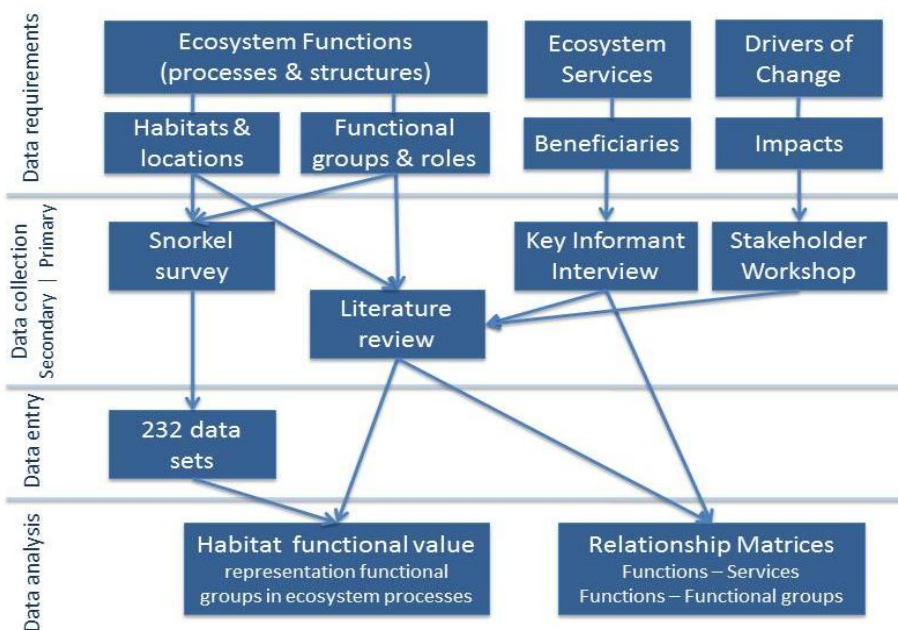 Data requirements
Ecosystem Functions
(processes & structures)
Ecosystem
Services
Drivers of
Change
Habitats &
locations
Functional
groups & roles
Beneficiaries
Impacts
Data collection
Secondary | Primary
Snorkel
survey
Key Informant
Interview
Stakeholder
Workshop
Literature
review
Data entry
232 data
sets
Data analysis
Habitat functional value
representation functional
groups in ecosystem processes
Relationship Matrices
Functions – Services
Functions – Functional groups